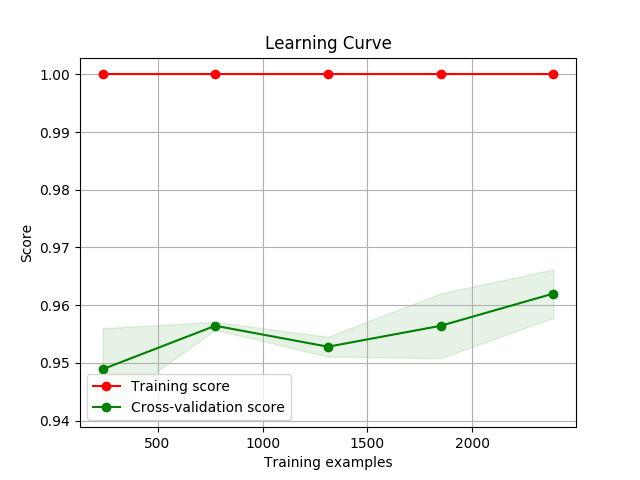 Learning Curve
1.00
0.99
0.98
0.97
0.96
0.95
0.94
Score
Training score
Cross-validation score
500 1000 1500 2000
Training examples